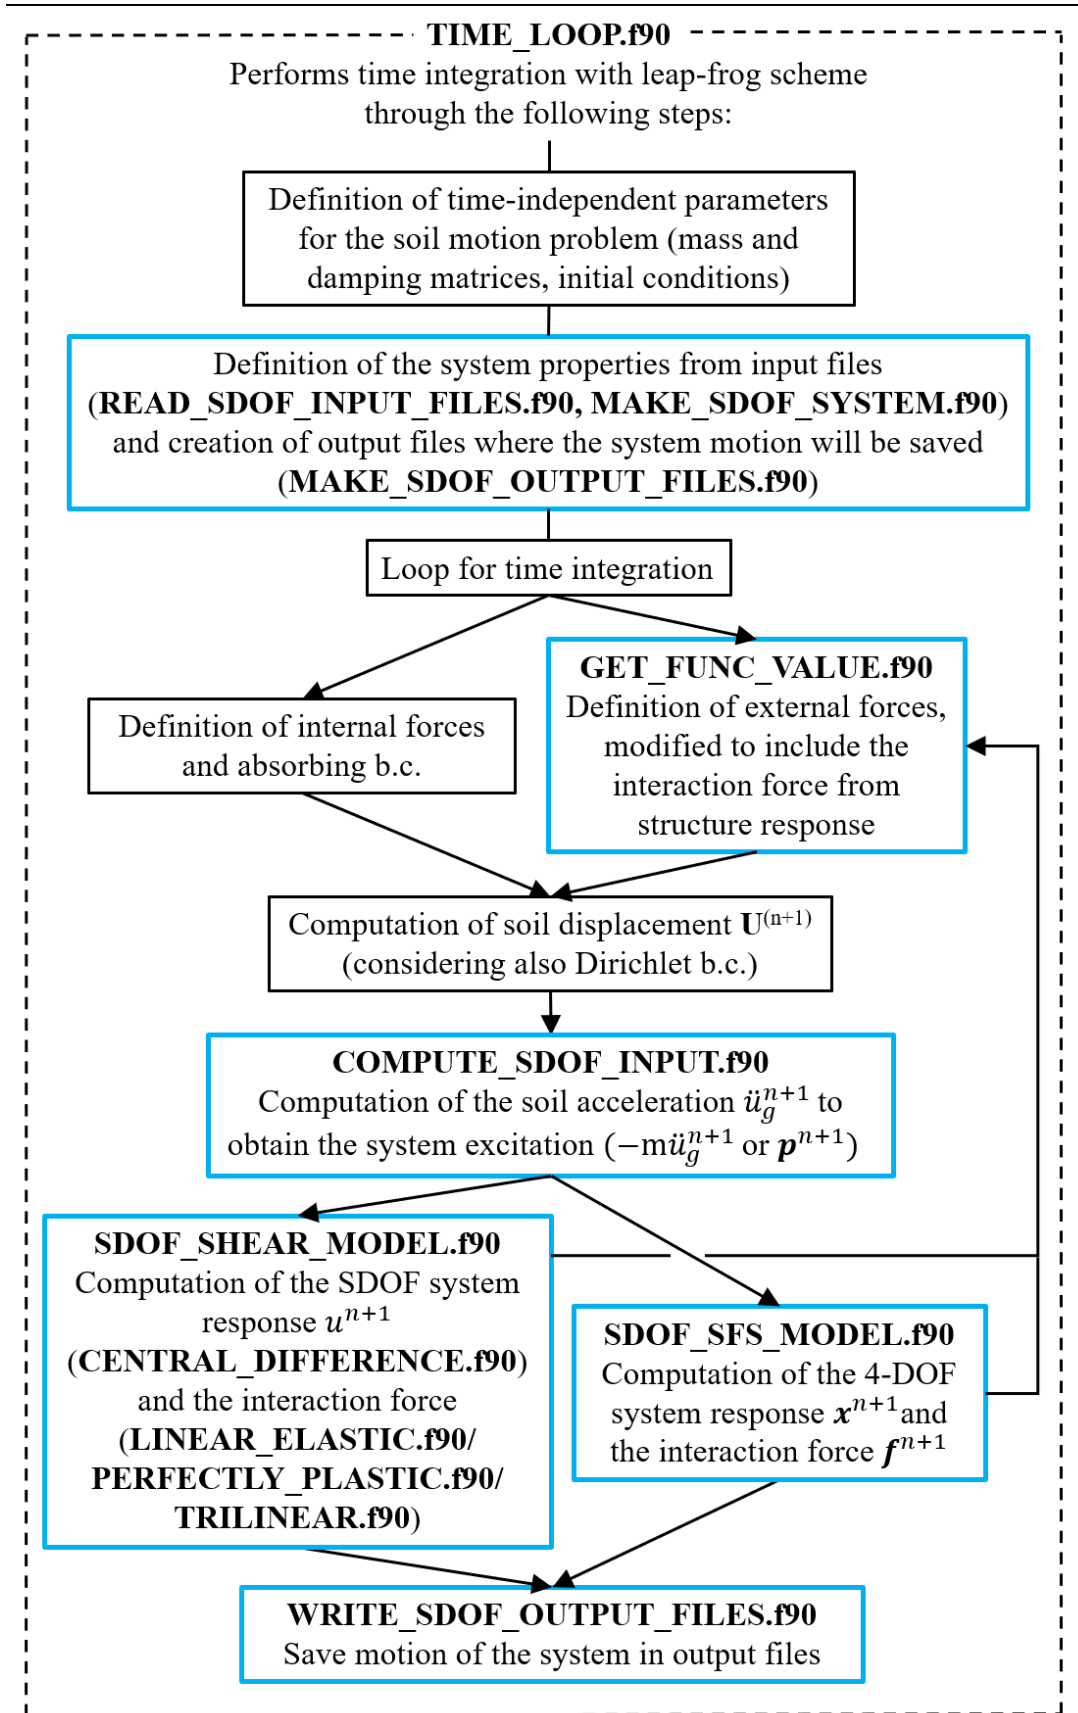 TIME_LOOP.f90
Performs time integration with leap-frog scheme
through the following steps:
Definition of time-independent parameters
for the soil motion problem (mass and
damping matrices, initial conditions)
Definition of the system properties from input files
(READ_SDOF_INPUT_FILES.f90, MAKE_SDOF_SYSTEM.f90)
and creation of output files where the system motion will be saved
(MAKE_SDOF_OUTPUT_FILES.f90)
Loop for time integration
Definition of internal forces
and absorbing b.c.
GET_FUNC_VALUE.f90
Definition of external forces,
modified to include the
interaction force from
structure response
Computation of soil displacement U⁽ⁿ⁺¹⁾
(considering also Dirichlet b.c.)
COMPUTE_SDOF_INPUT.f90
Computation of the soil acceleration ü_g^{n+1} to
obtain the system excitation (−mü_g^{n+1} or p^{n+1})
SDOF_SHEAR_MODEL.f90
Computation of the SDOF system
response u^{n+1}
(CENTRAL_DIFFERENCE.f90)
and the interaction force
(LINEAR_ELASTIC.f90/
PERFECTLY_PLASTIC.f90/
TRILINEAR.f90)
SDOF_SFS_MODEL.f90
Computation of the 4-DOF
system response x^{n+1} and
the interaction force f^{n+1}
WRITE_SDOF_OUTPUT_FILES.f90
Save motion of the system in output files